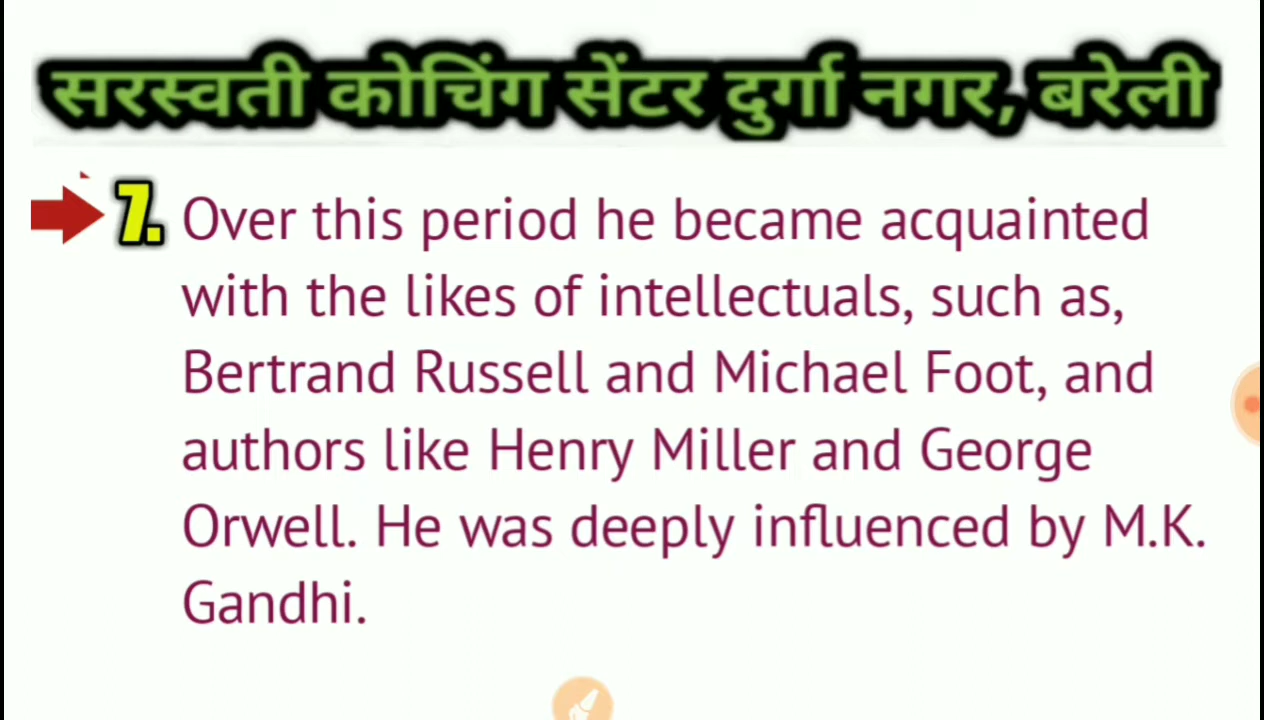 सरस्वती कोचिंग सेंटर दुर्गा नगर, बरेली
7. Over this period he became acquainted
with the likes of intellectuals, such as,
Bertrand Russell and Michael Foot, and
authors like Henry Miller and George
Orwell. He was deeply influenced by M.K.
Gandhi.